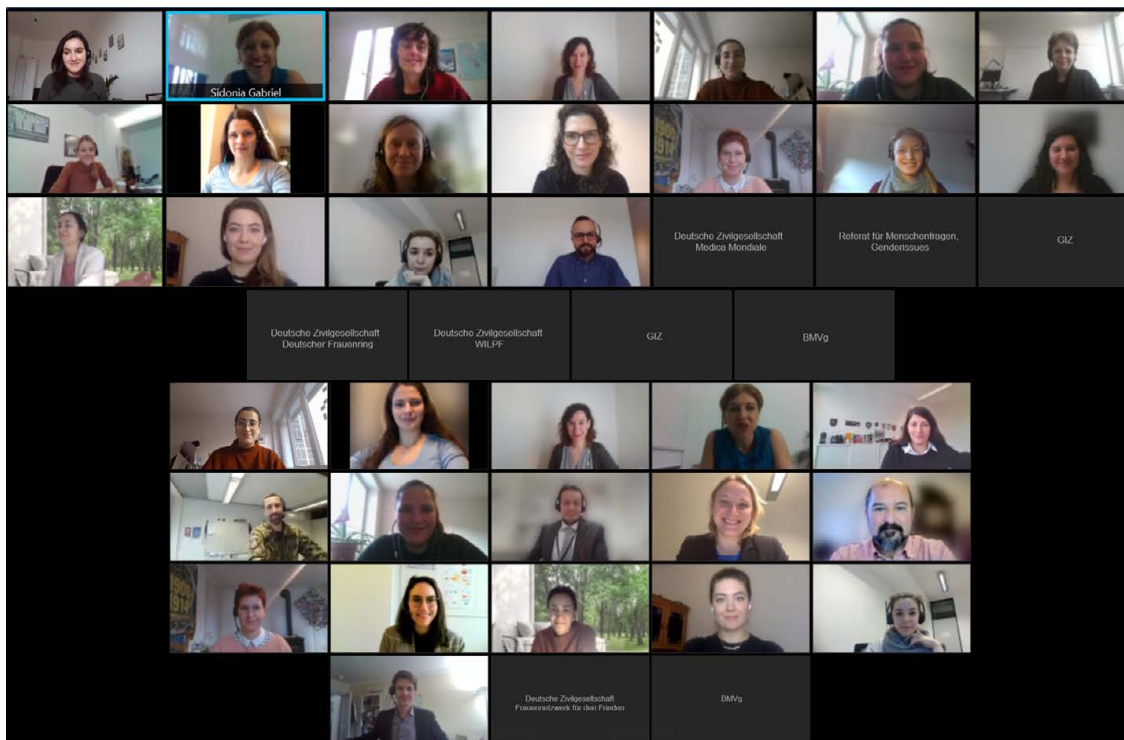 Sidonia Gabriel
Deutsche Zivilgesellschaft
Medica Mondiale
Referat für Menschenfragen,
Genderissues
GIZ
Deutsche Zivilgesellschaft
Deutscher Frauenring
Deutsche Zivilgesellschaft
WILPF
GIZ
BMVg
Deutsche Zivilgesellschaft
Frauennetzwerk für den Frieden
BMVg